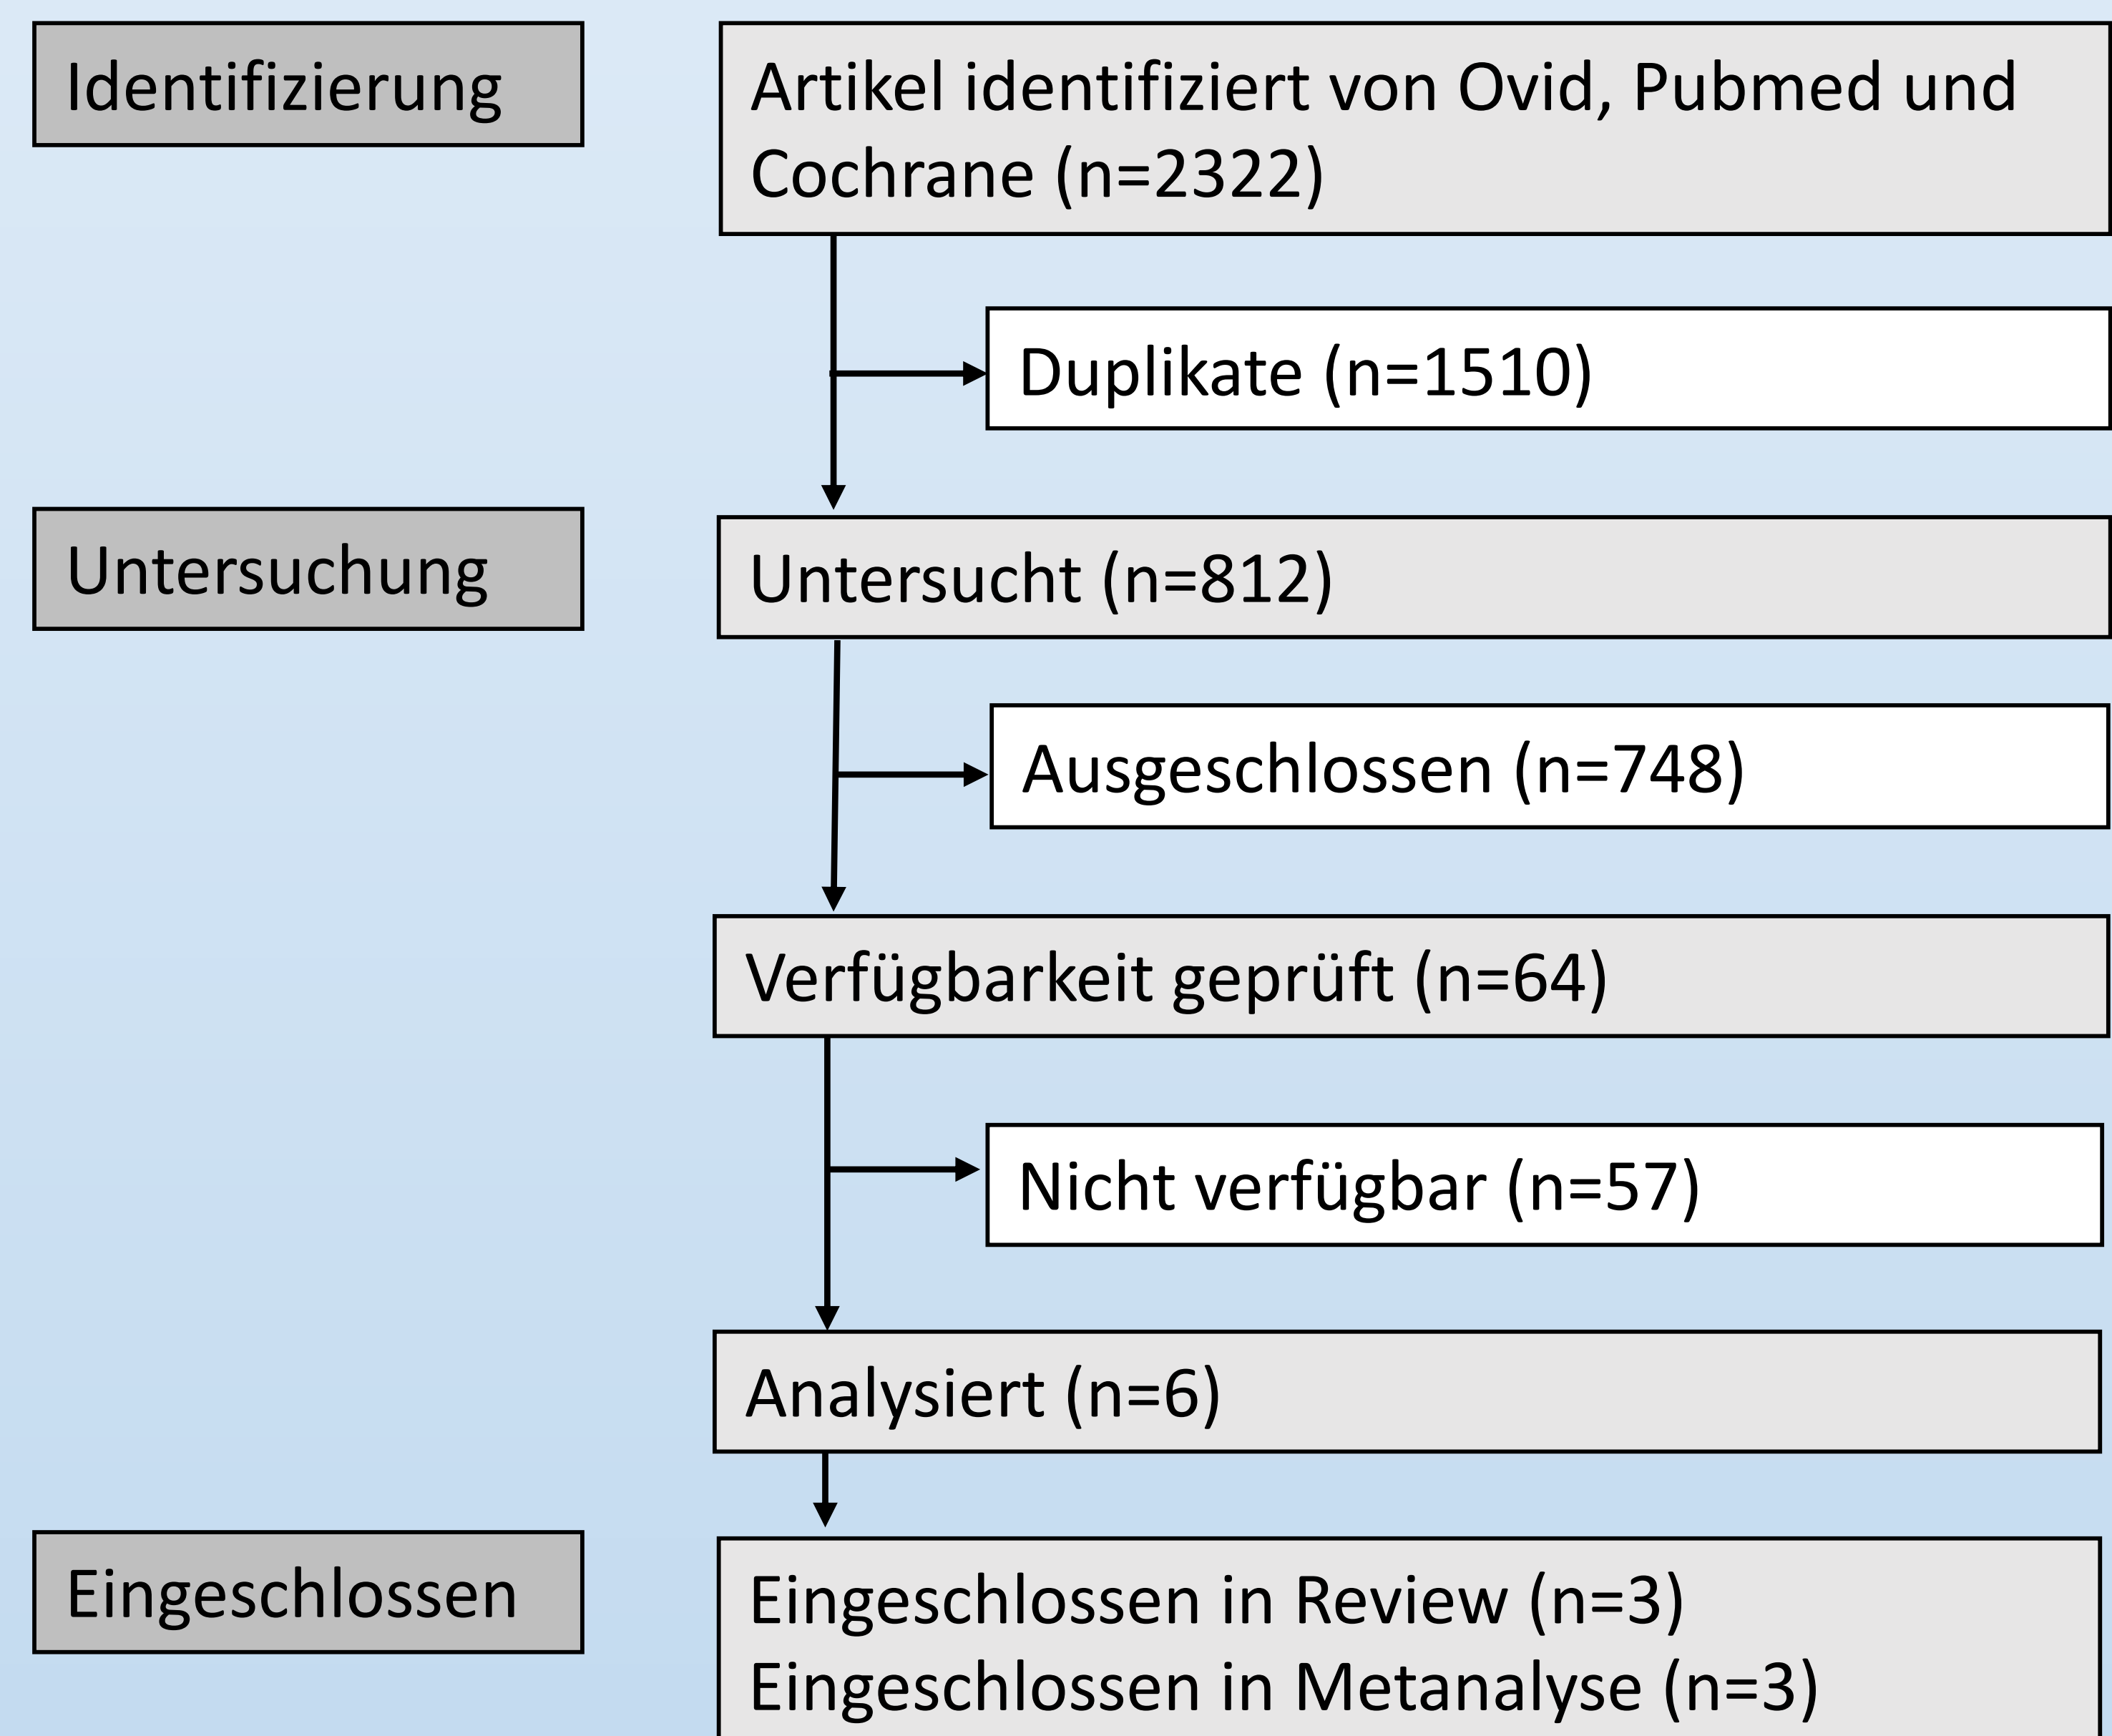 Identifizierung
Artikel identifiziert von Ovid, Pubmed und
Cochrane (n=2322)
Duplikate (n=1510)
Untersuchung
Untersucht (n=812)
Ausgeschlossen (n=748)
Verfügbarkeit geprüft (n=64)
Nicht verfügbar (n=57)
Analysiert (n=6)
Eingeschlossen
Eingeschlossen in Review (n=3)
Eingeschlossen in Metanalyse (n=3)